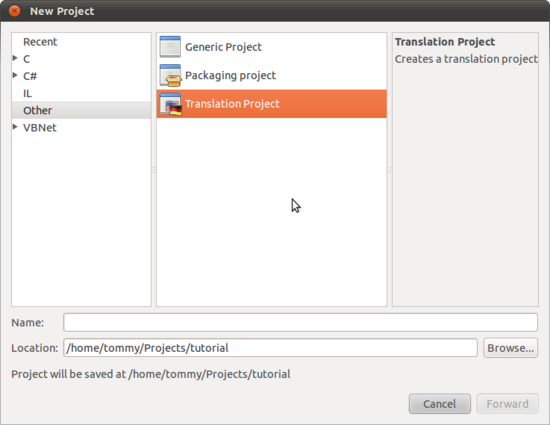 New Project
Recent
C
C#
IL
Other
VBNet
Generic Project
Packaging project
Translation Project
Translation Project
Creates a translation project
Name:
Location: /home/tommy/Projects/tutorial Browse...
Project will be saved at /home/tommy/Projects/tutorial
Cancel Forward